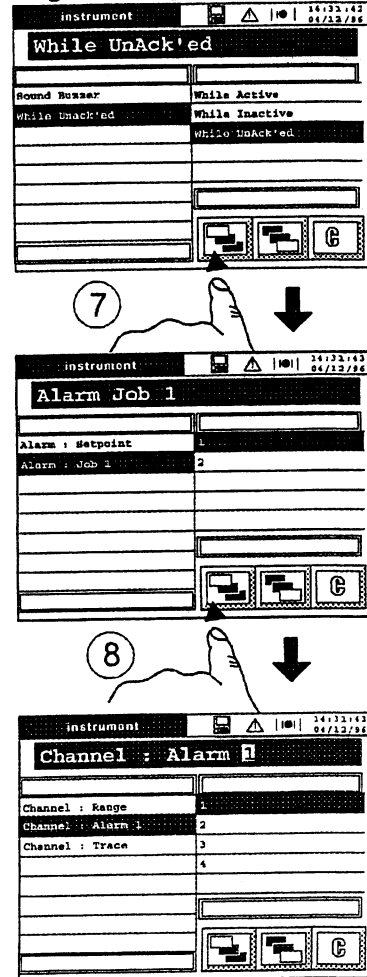 instrument 14:31:42
04/12/96
While UnAck'ed
Sound Buzzer While Active
While Unack'ed While Inactive
While UnAck'ed
C
7
instrument 14:31:43
04/12/96
Alarm Job 1
Alarm : Setpoint 1
Alarm : Job 1 2
C
8
instrument 14:31:43
04/12/96
Channel : Alarm 1
Channel : Range 1
Channel : Alarm 1 2
Channel : Trace 3
4
C